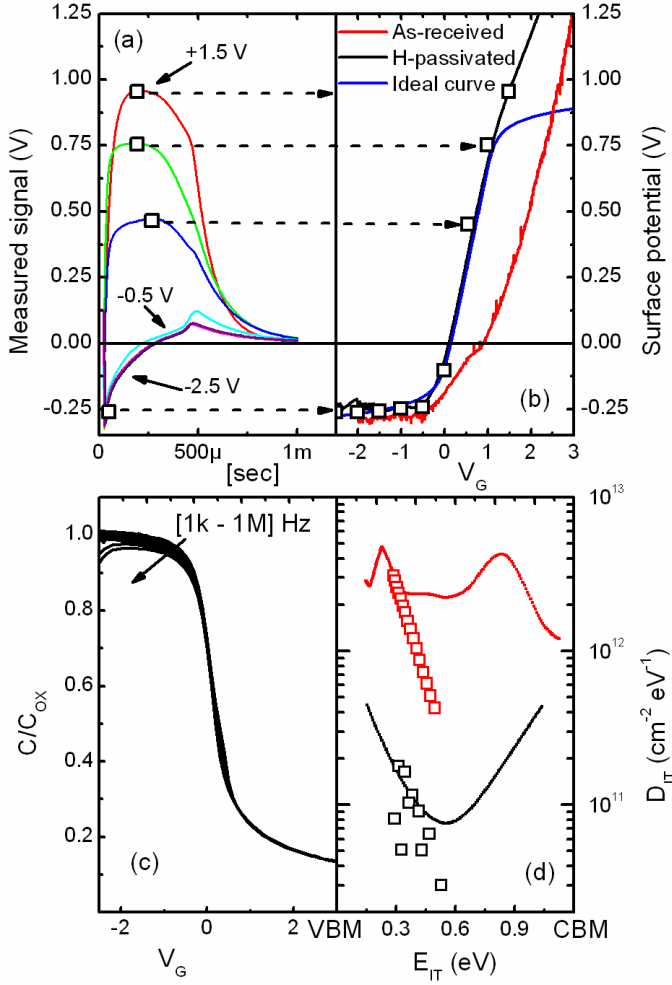 (a)
+1.5 V
-0.5 V
-2.5 V
Measured signal (V)
1.25
1.00
0.75
0.50
0.25
0.00
-0.25
0
500μ
1m
[sec]
As-received
H-passivated
Ideal curve
(b)
-2
-1
0
1
2
3
V_G
1.25
1.00
0.75
0.50
0.25
0.00
-0.25
Surface potential (V)
[1k - 1M] Hz
(c)
C/C_OX
1.0
0.8
0.6
0.4
0.2
-2
0
2
V_G
(d)
VBM
0.3
0.6
0.9
CBM
E_IT (eV)
10^13
10^12
10^11
D_IT (cm^-2 eV^-1)